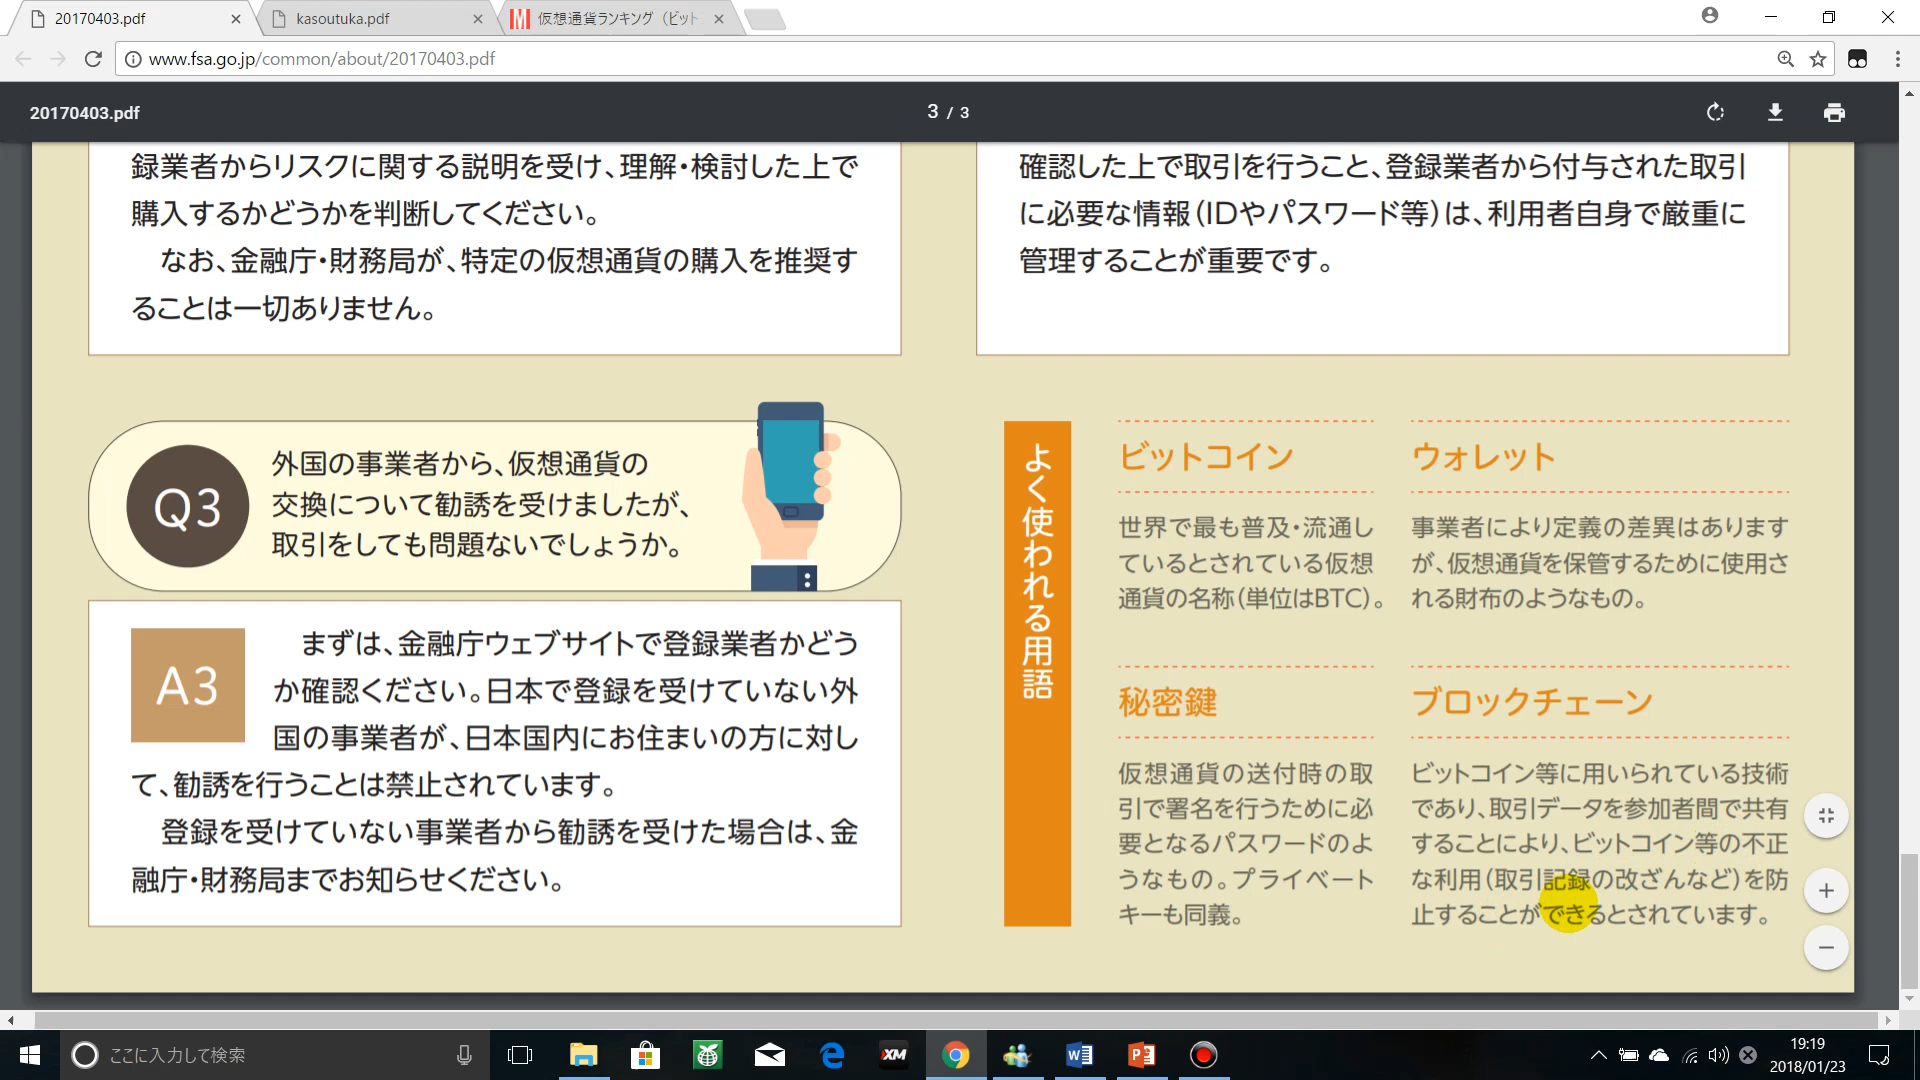 20170403.pdf
kasoutuka.pdf
仮想通貨ランキング（ビット
www.fsa.go.jp/common/about/20170403.pdf
20170403.pdf
3 / 3
録業者からリスクに関する説明を受け、理解・検討した上で
購入するかどうかを判断してください。
なお、金融庁・財務局が、特定の仮想通貨の購入を推奨す
ることは一切ありません。
確認した上で取引を行うこと、登録業者から付与された取引
に必要な情報（IDやパスワード等）は、利用者自身で厳重に
管理することが重要です。
Q3
外国の事業者から、仮想通貨の
交換について勧誘を受けましたが、
取引をしても問題ないでしょうか。
A3
まずは、金融庁ウェブサイトで登録業者かどう
か確認ください。日本で登録を受けていない外
国の事業者が、日本国内にお住まいの方に対し
て、勧誘を行うことは禁止されています。
登録を受けていない事業者から勧誘を受けた場合は、金
融庁・財務局までお知らせください。
よく使われる用語
ビットコイン
世界で最も普及・流通し
ているとされている仮想
通貨の名称（単位はBTC）。
ウォレット
事業者により定義の差異はあります
が、仮想通貨を保管するために使用さ
れる財布のようなもの。
秘密鍵
仮想通貨の送付時の取
引で署名を行うために必
要となるパスワードのよ
うなもの。プライベート
キーも同義。
ブロックチェーン
ビットコイン等に用いられている技術
であり、取引データを参加者間で共有
することにより、ビットコイン等の不正
な利用（取引記録の改ざんなど）を防
止することができるとされています。
ここに入力して検索
XM
19:19
2018/01/23